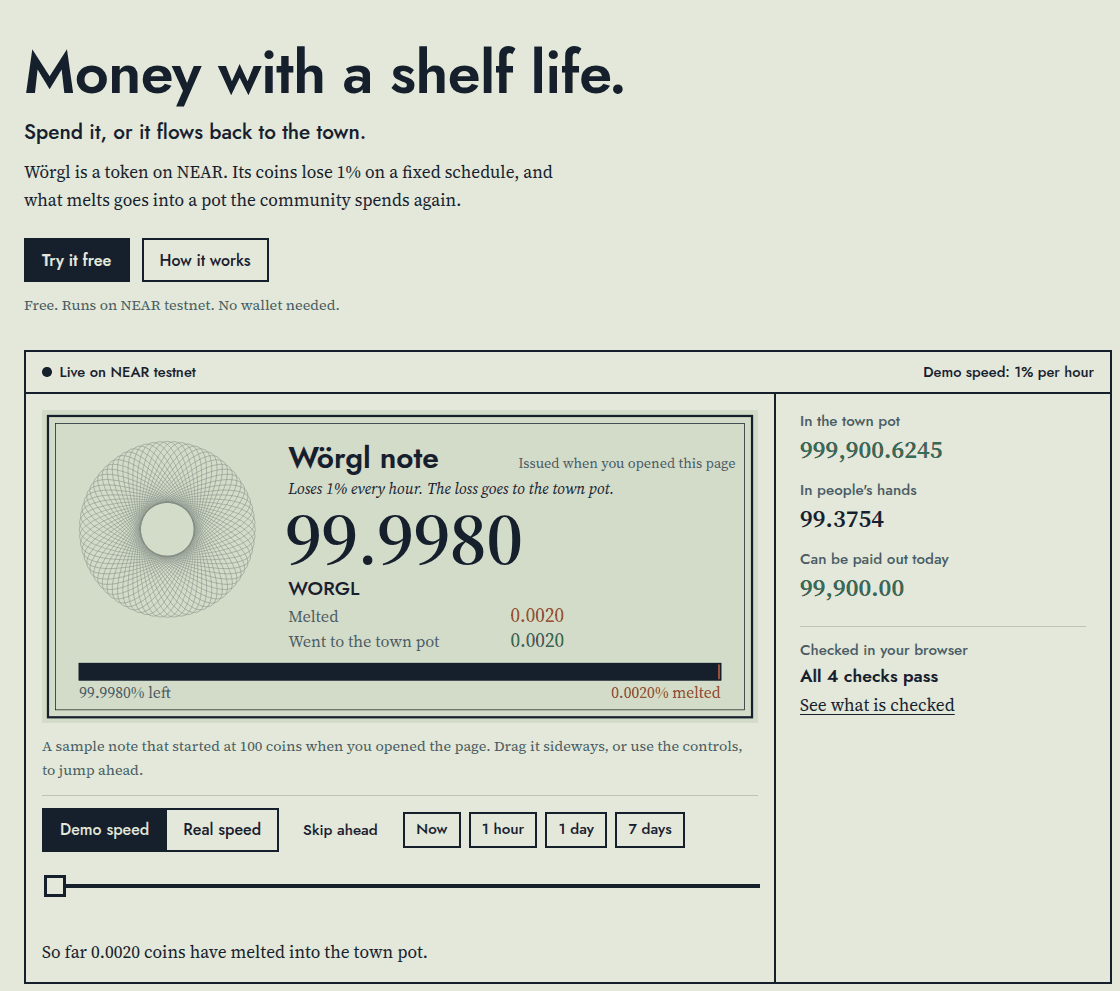 Money with a shelf life.
Spend it, or it flows back to the town.
Wörgl is a token on NEAR. Its coins lose 1% on a fixed schedule, and
what melts goes into a pot the community spends again.
Try it free
How it works
Free. Runs on NEAR testnet. No wallet needed.
Live on NEAR testnet
Demo speed: 1% per hour
Wörgl note
Issued when you opened this page
Loses 1% every hour. The loss goes to the town pot.
99.9980
WORGL
Melted 0.0020
Went to the town pot 0.0020
99.9980% left
0.0020% melted
A sample note that started at 100 coins when you opened the page. Drag it sideways, or use the controls,
to jump ahead.
Demo speed
Real speed
Skip ahead
Now
1 hour
1 day
7 days
So far 0.0020 coins have melted into the town pot.
In the town pot
999,900.6245
In people's hands
99.3754
Can be paid out today
99,900.00
Checked in your browser
All 4 checks pass
See what is checked